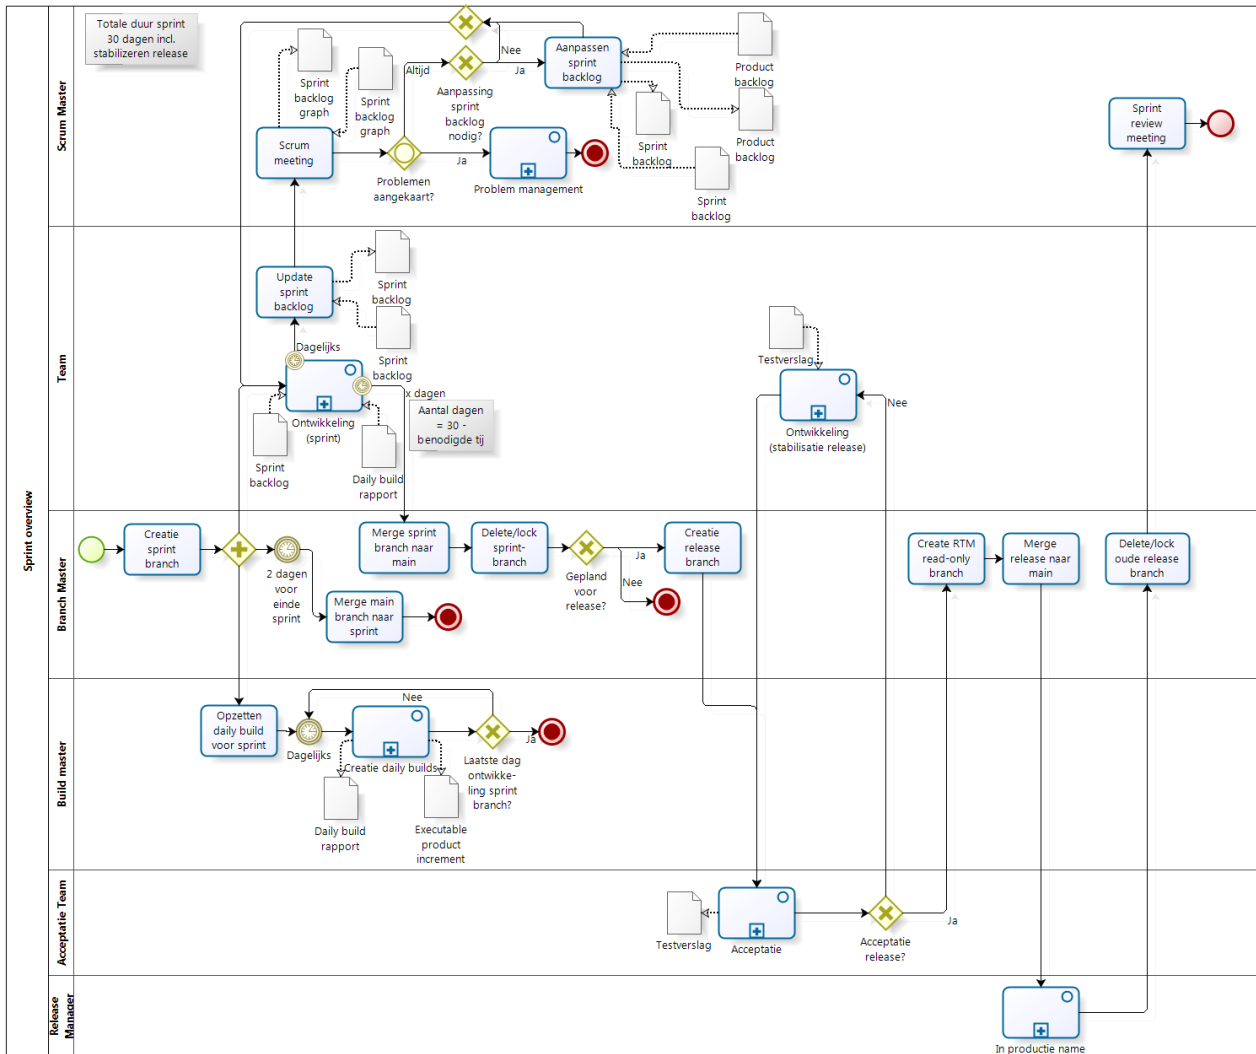 Sprint overview
Scrum Master
Totale duur sprint
30 dagen incl.
stabilizeren release
Sprint
backlog
graph
Sprint
backlog
graph
Scrum
meeting
Altijd
Problemen
aangekaart?
Ja
Nee
Ja
Aanpassing
sprint
backlog
nodig?
Aanpassen
sprint
backlog
Problem management
Sprint
backlog
Product
backlog
Product
backlog
Sprint
backlog
Sprint
review
meeting
Team
Update
sprint
backlog
Sprint
backlog
Sprint
backlog
Dagelijks
x dagen
Ontwikkeling
(sprint)
Sprint
backlog
Daily build
rapport
Aantal dagen
= 30 -
benodigde tij
Testverslag
Ontwikkeling
(stabilisatie release)
Nee
Branch Master
Creatie
sprint
branch
2 dagen
voor
einde
sprint
Merge main
branch naar
sprint
Merge sprint
branch naar
main
Delete/lock
sprint-
branch
Gepland
voor
release?
Ja
Nee
Creatie
release
branch
Create RTM
read-only
branch
Merge
release naar
main
Delete/lock
oude release
branch
Build master
Opzetten
daily build
voor sprint
Dagelijks
Nee
Creatie daily builds
Daily build
rapport
Executable
product
increment
Laatste dag
ontwikke-
ling sprint
branch?
Ja
Acceptatie Team
Testverslag
Acceptatie
Acceptatie
release?
Ja
Release
Manager
In productie name